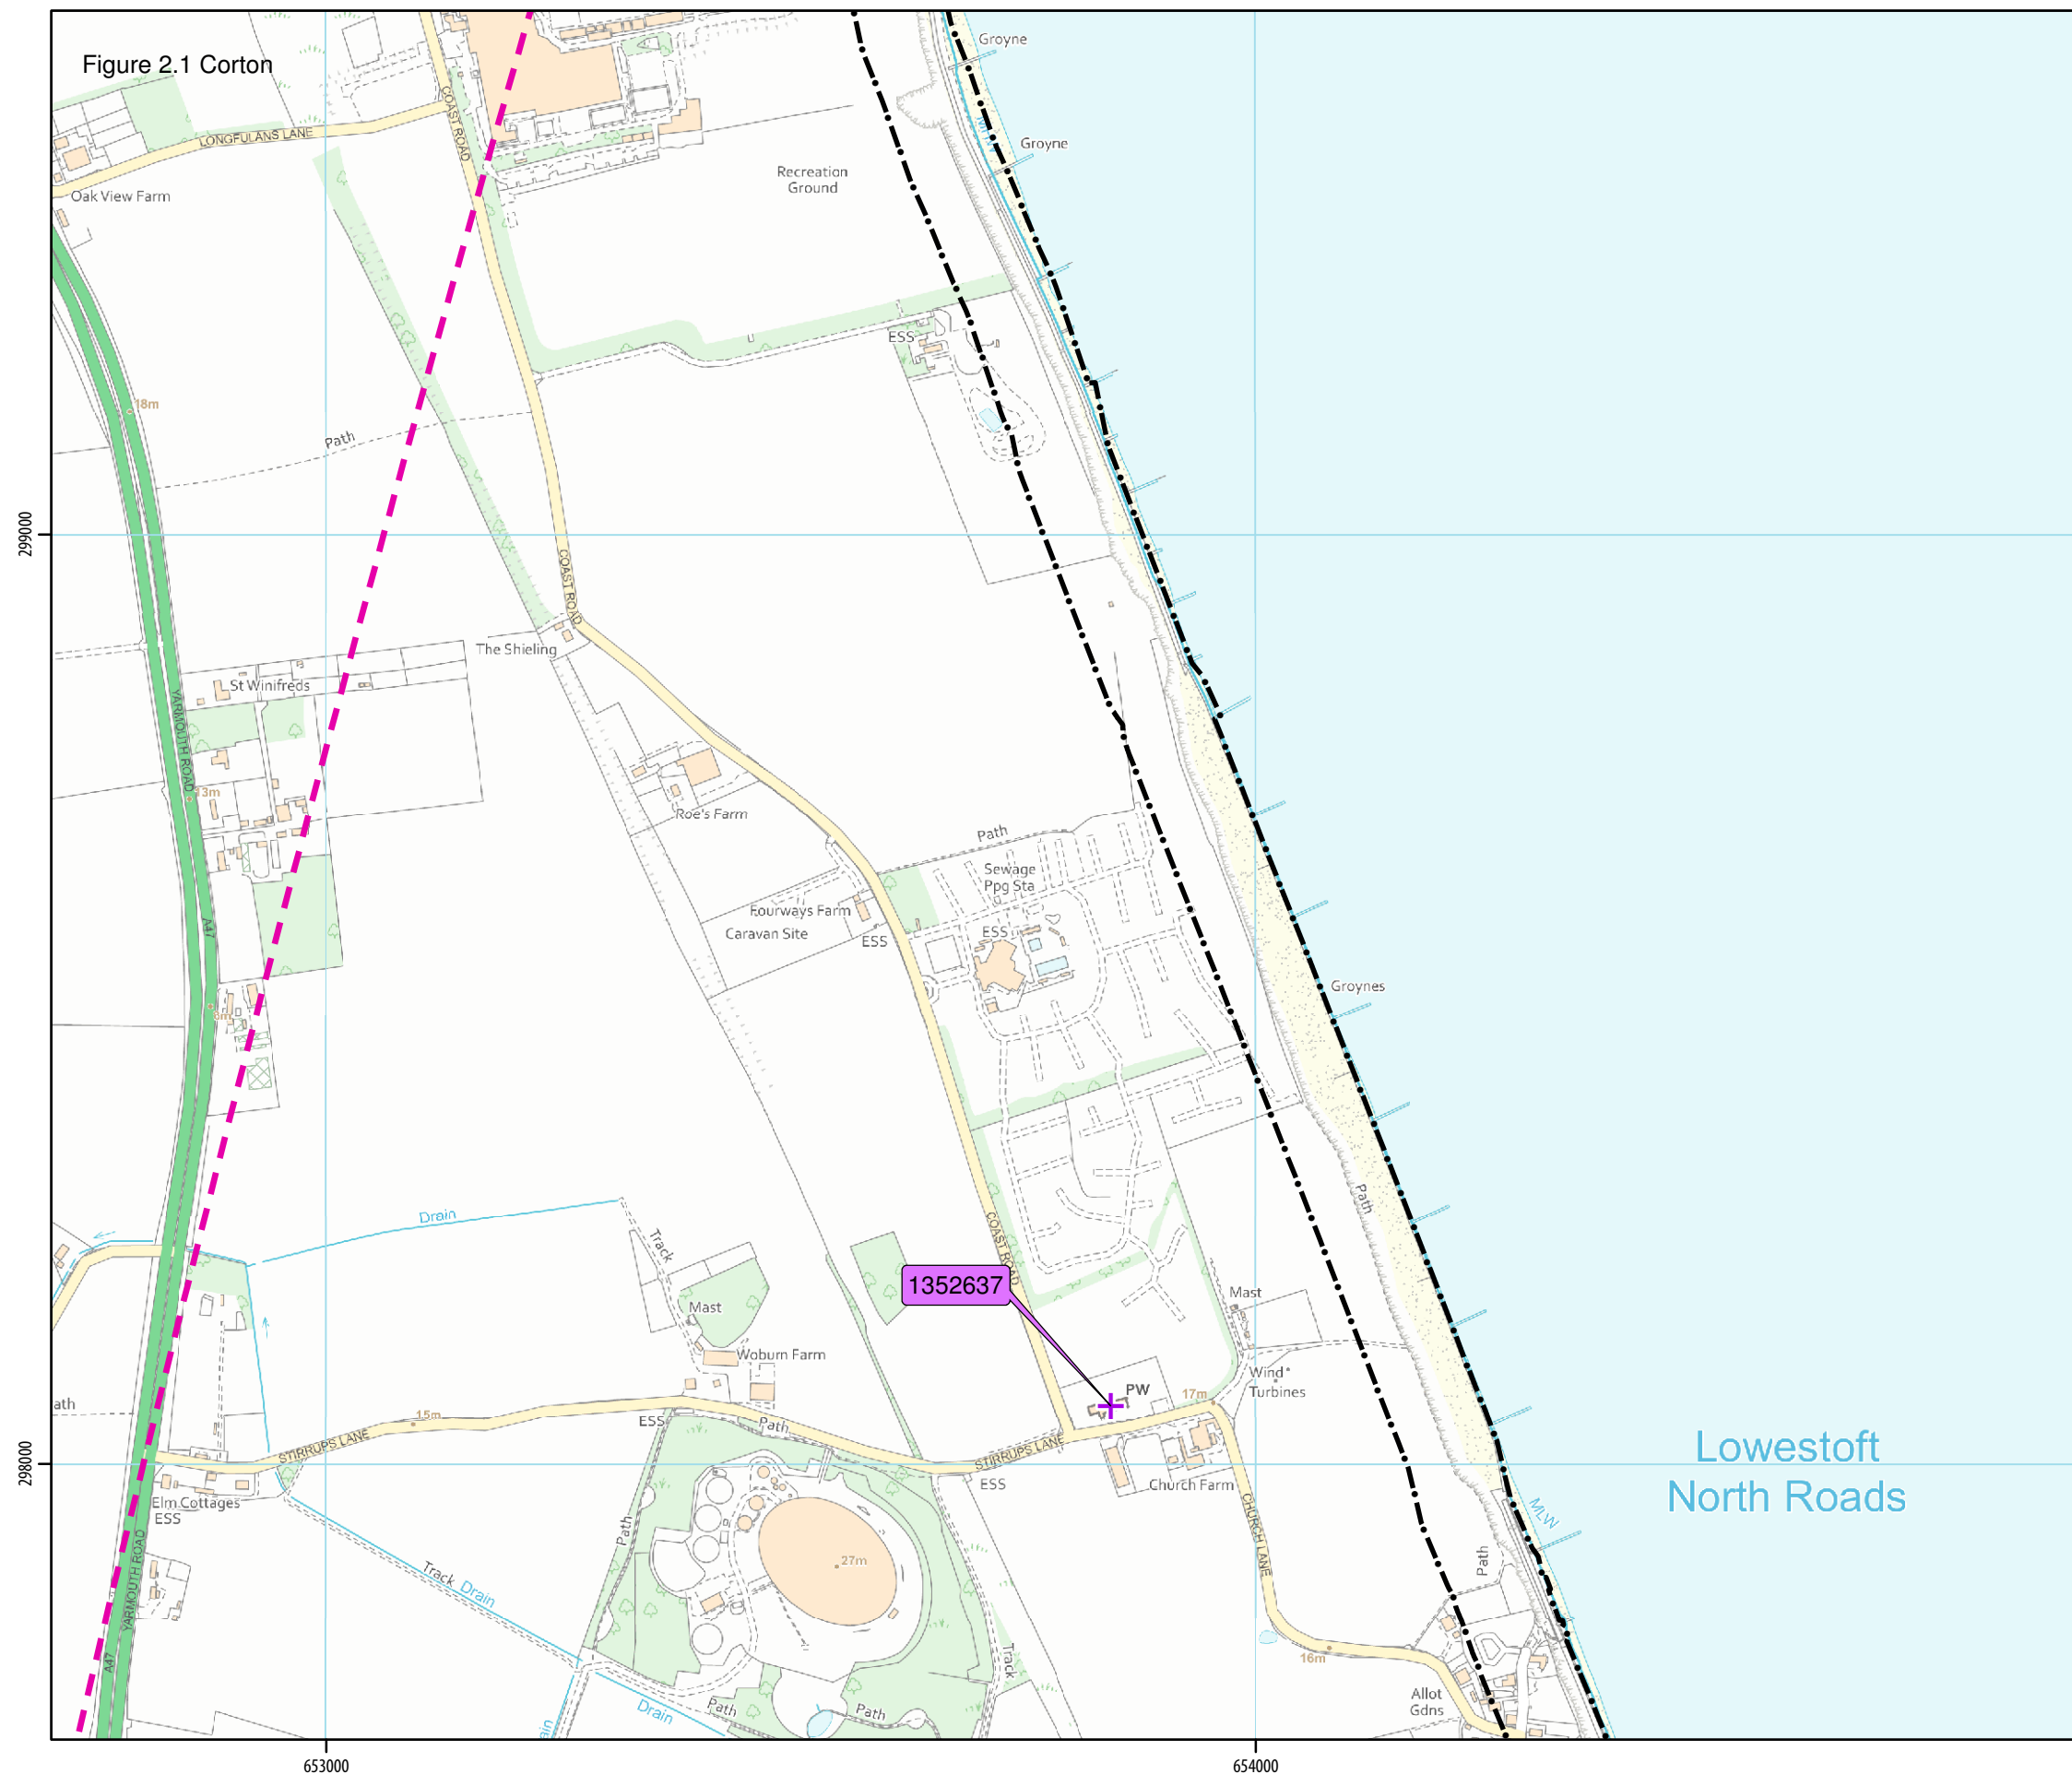 Figure 2.1 Corton
Groyne
COAST ROAD
LONGFULANS LANE
Groyne
MLW
Recreation
Ground
Oak View Farm
ESS
18m
Path
299000
COAST ROAD
The Shieling
St Winifreds
YARMOUTH ROAD
13m
Roe's Farm
Path
Sewage
Ppg Sta
Fourways Farm
Caravan Site
ESS
ESS
A47
Groynes
8m
Path
Drain
Track
COAST ROAD
1352637
Mast
Mast
Woburn Farm
Wind
Turbines
PW
17m
ath
15m
ESS
Path
STIRRUPS LANE
STIRRUPS LANE
298000
Lowestoft
North Roads
ESS
Church Farm
Elm Cottages
ESS
CHURCH LANE
MLW
Path
YARMOUTH ROAD
Path
27m
Track
Drain
Track
16m
A47
Allot
Gdns
Path
Path
Drain
ain
653000
654000